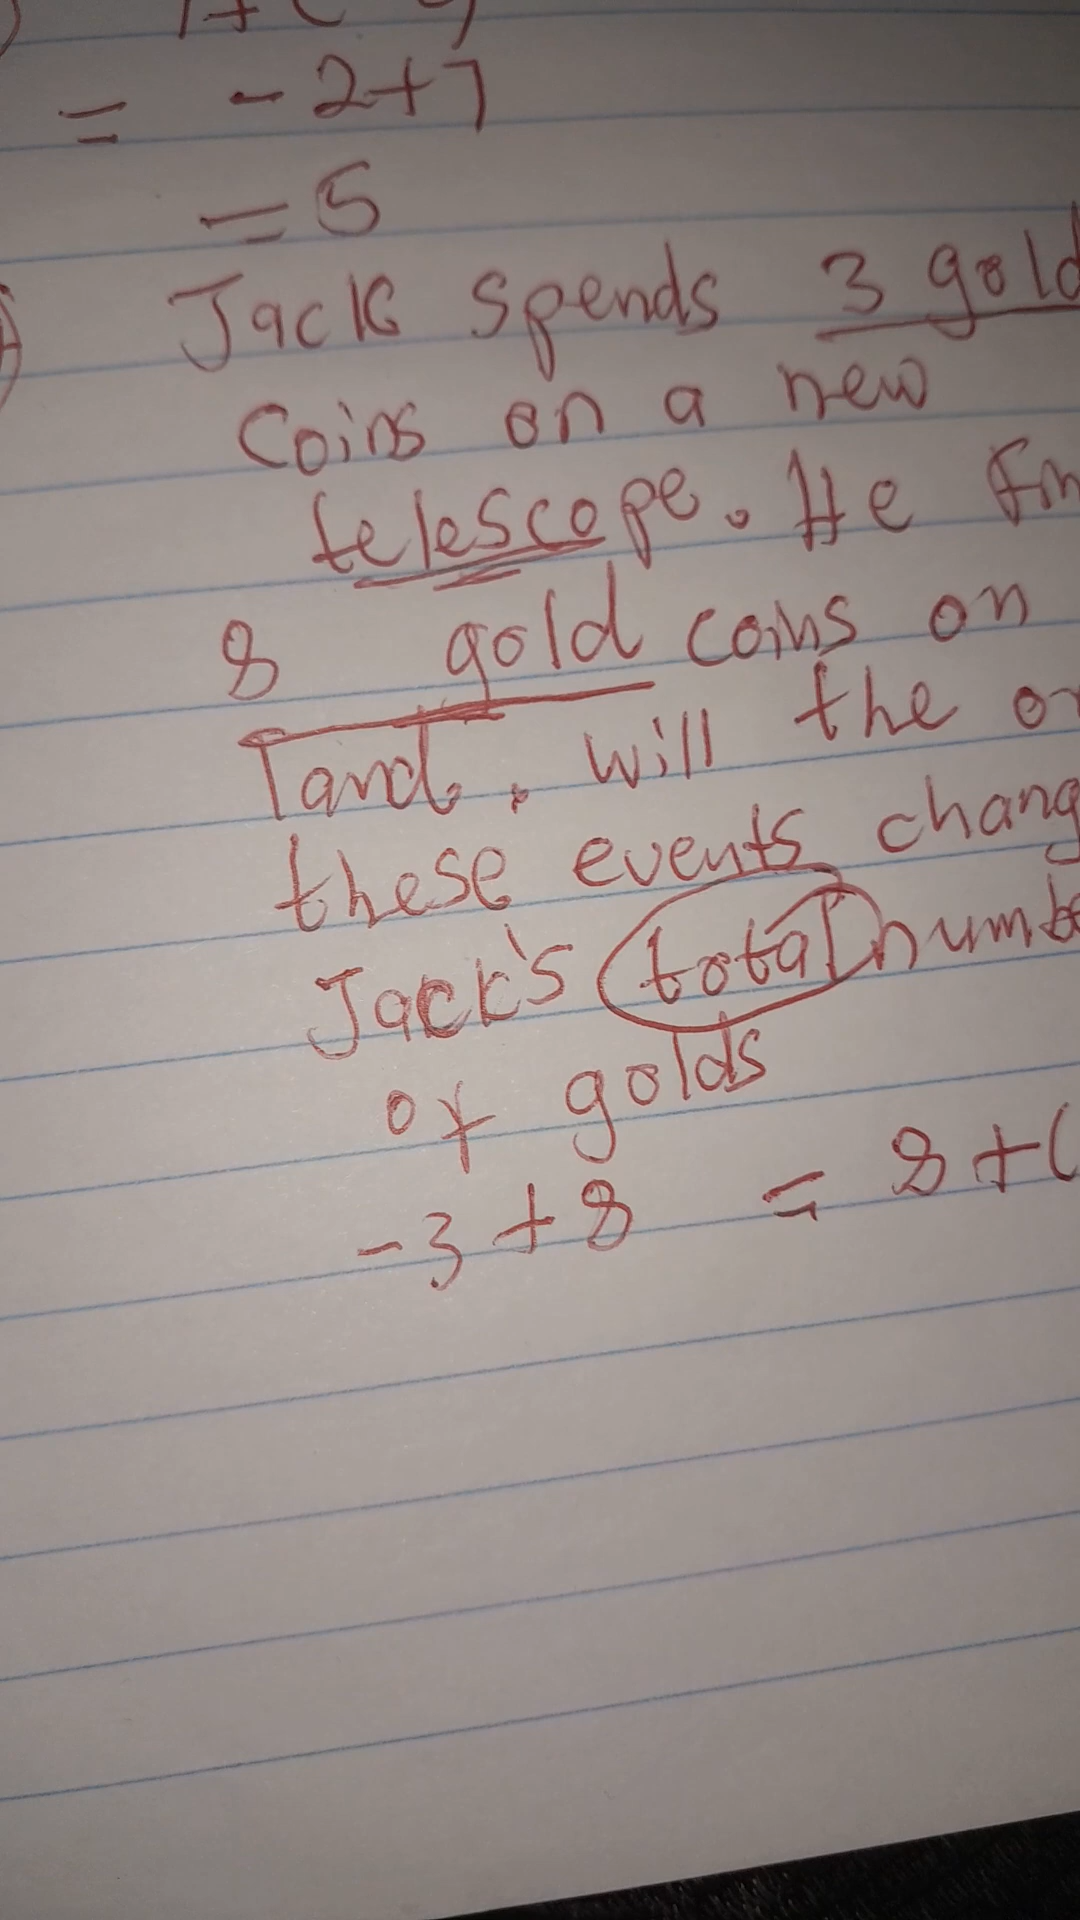 = -2+7
= 5
Jack spends 3 gold
Coins on a new
telescope. He
8 gold coins on
land. will the
these events
Jack's total
of golds
-3 + 8 = 8 + (